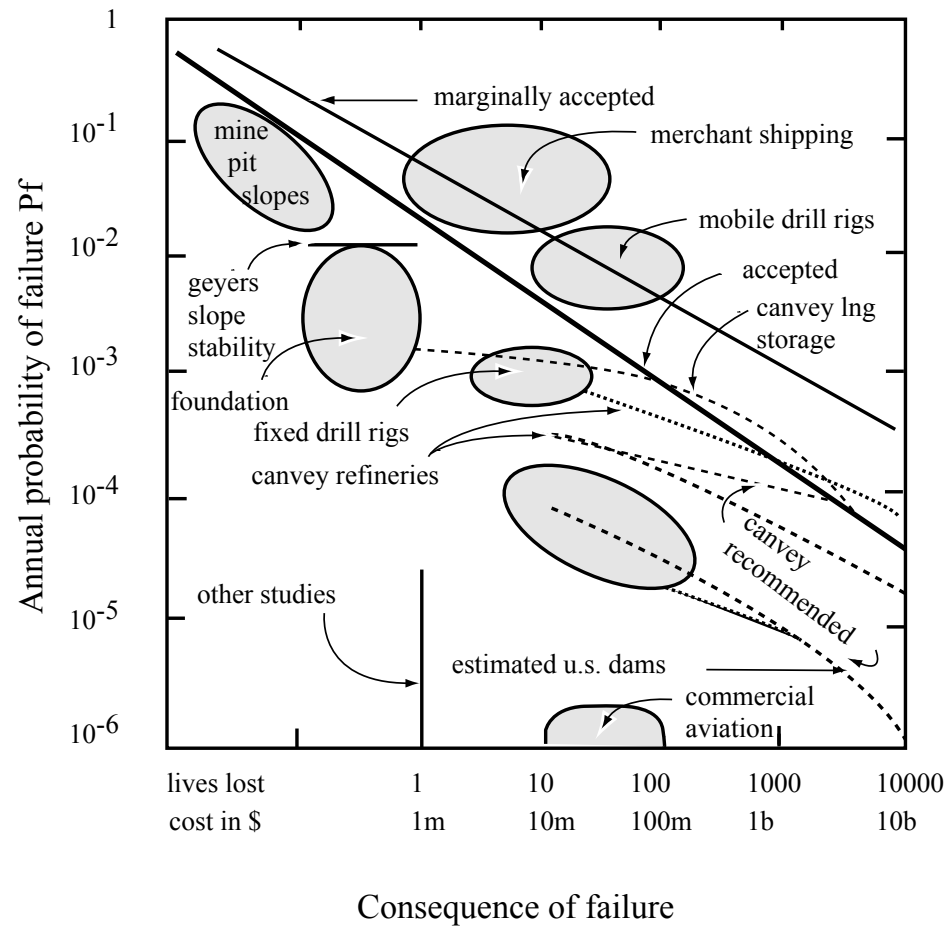 1
marginally accepted
10-1
mine
pit
slopes
merchant shipping
mobile drill rigs
10-2
accepted
geyers
slope
stability
canvey lng
storage
10-3
foundation
fixed drill rigs
canvey refineries
10-4
canvey
recommended
other studies
10-5
estimated u.s. dams
commercial
aviation
10-6
Annual probability of failure Pf
lives lost 1 10 100 1000 10000
cost in $ 1m 10m 100m 1b 10b
Consequence of failure